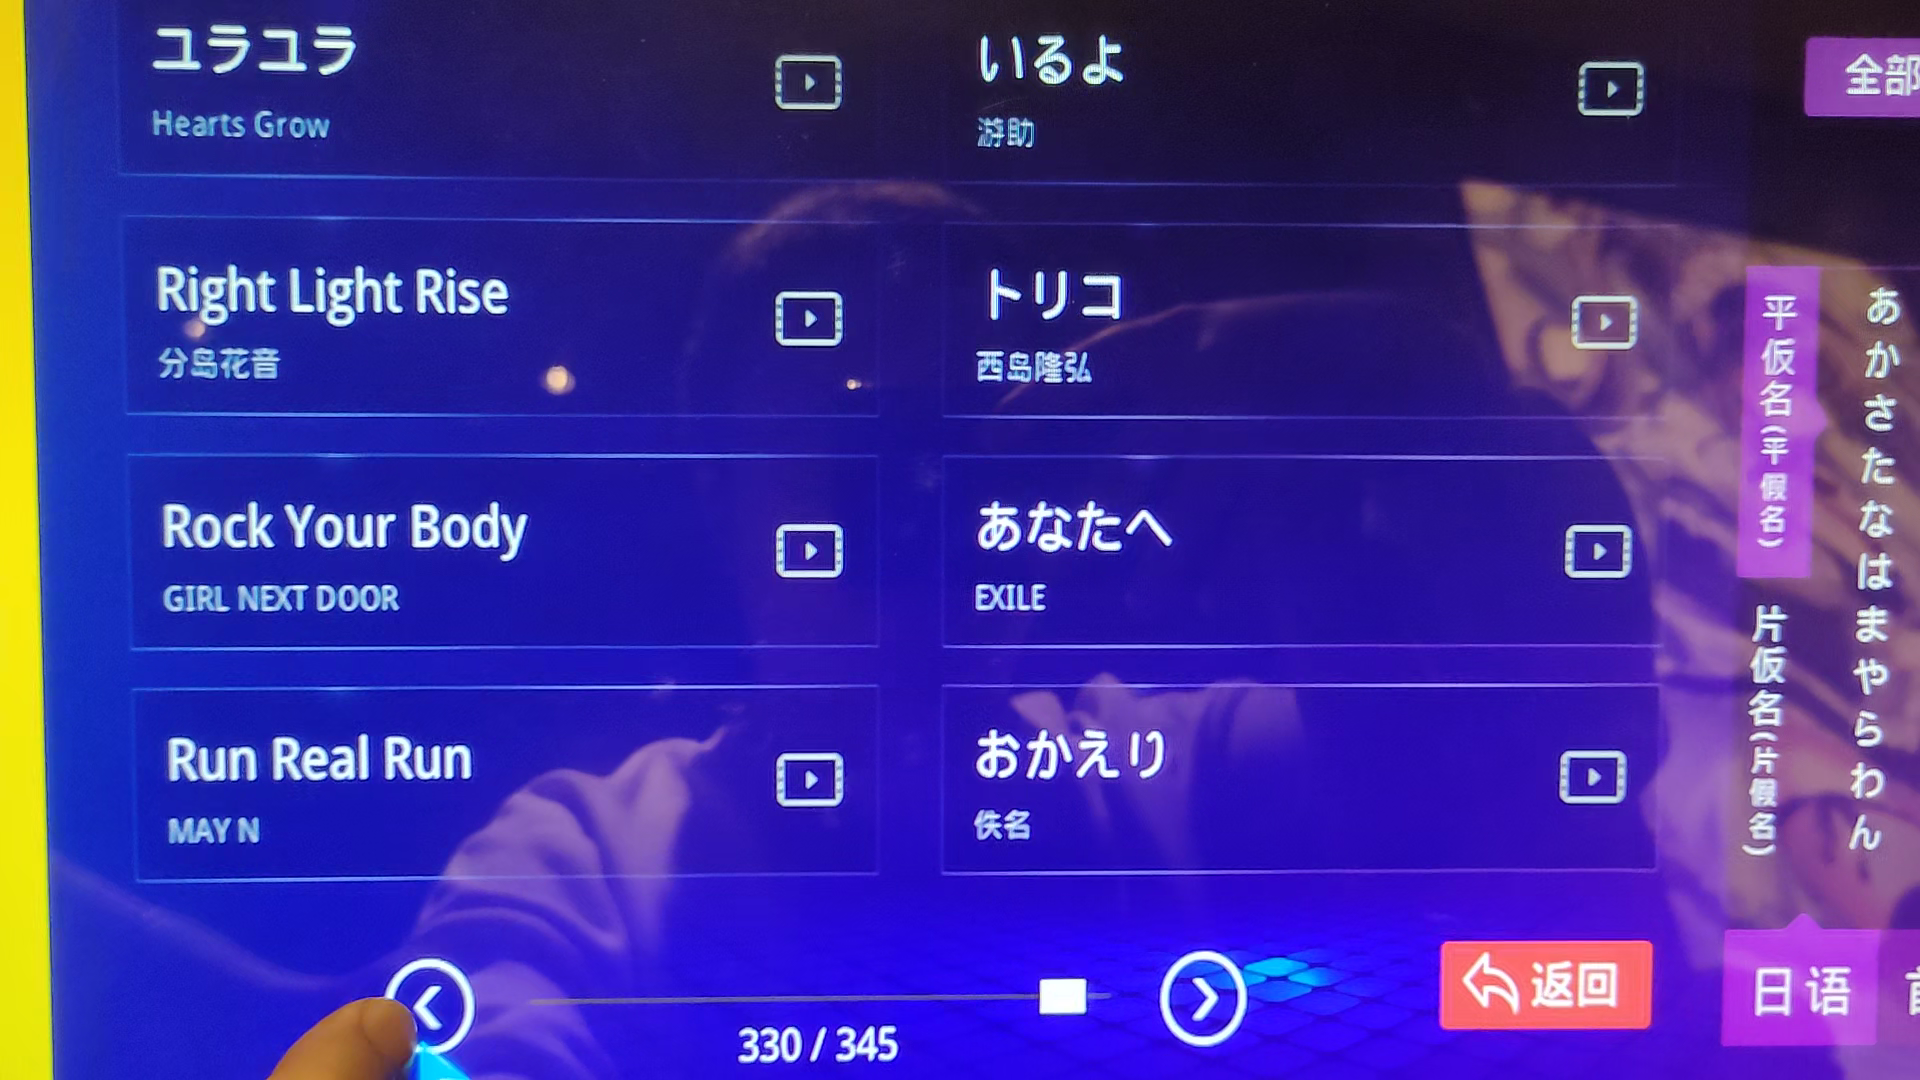 ユラユラ
Hearts Grow
いるよ
游助
全部
Right Light Rise
分岛花音
トリコ
西岛隆弘
Rock Your Body
GIRL NEXT DOOR
あなたへ
EXILE
Run Real Run
MAY N
おかえり
佚名
平仮名(平假名)
片仮名(片假名)
あかさたなはまやらわん
330 / 345
返回
日语